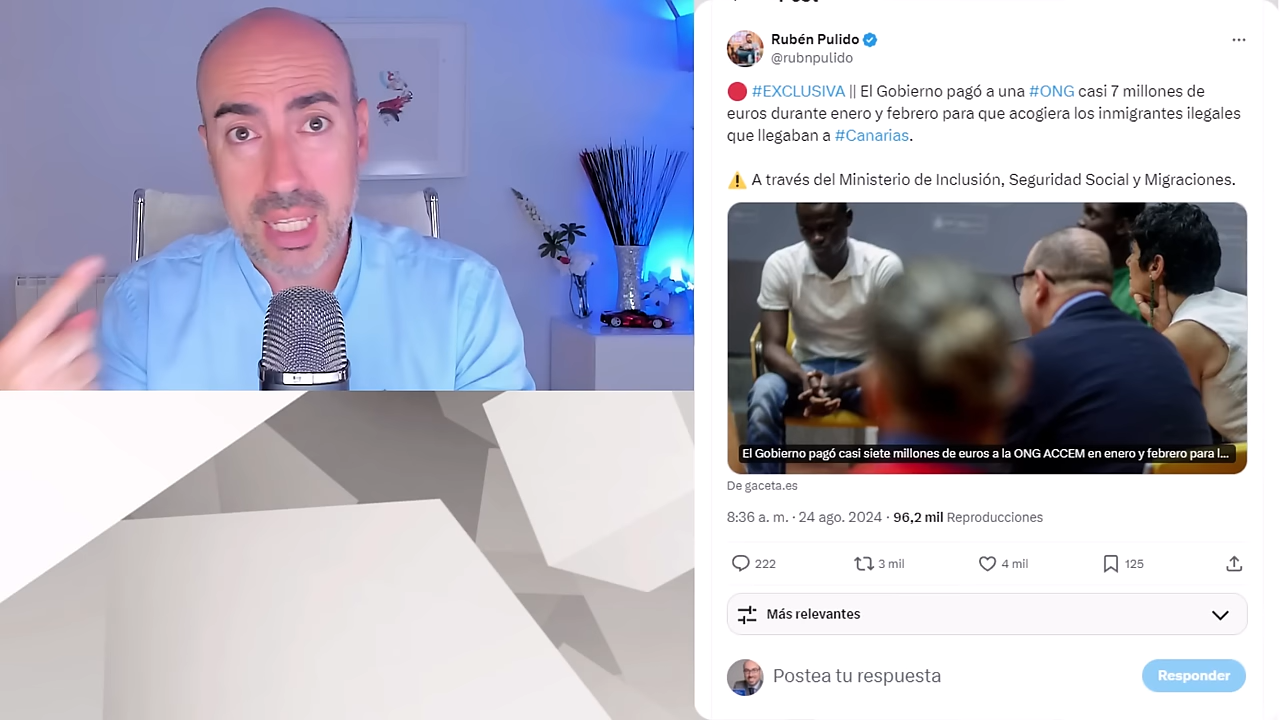 Rubén Pulido
@rubnpulido
#EXCLUSIVA || El Gobierno pagó a una #ONG casi 7 millones de
euros durante enero y febrero para que acogiera los inmigrantes ilegales
que llegaban a #Canarias.
A través del Ministerio de Inclusión, Seguridad Social y Migraciones.
El Gobierno pagó casi siete millones de euros a la ONG ACCEM en enero y febrero para l...
De gaceta.es
8:36 a. m. · 24 ago. 2024 · 96,2 mil Reproducciones
222 3 mil 4 mil 125
Más relevantes
Postea tu respuesta
Responder